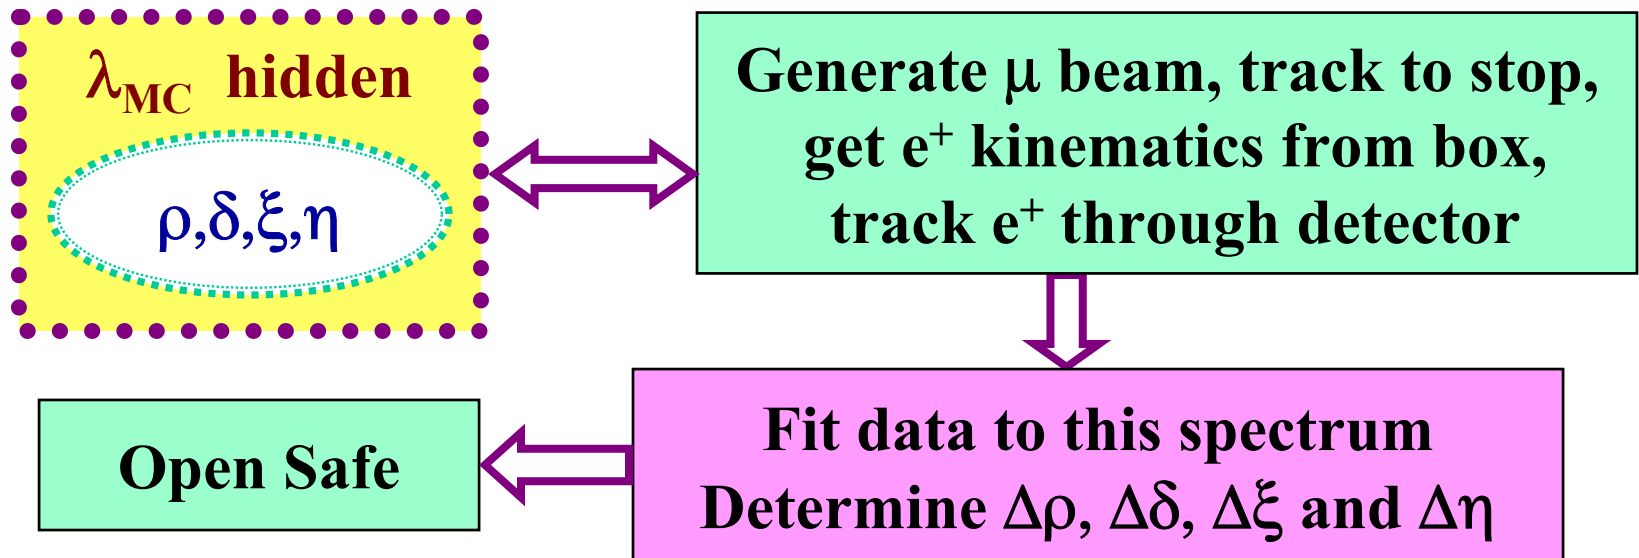 λMC hidden
ρ,δ,ξ,η
Generate μ beam, track to stop,
get e⁺ kinematics from box,
track e⁺ through detector
Fit data to this spectrum
Determine Δρ, Δδ, Δξ and Δη
Open Safe